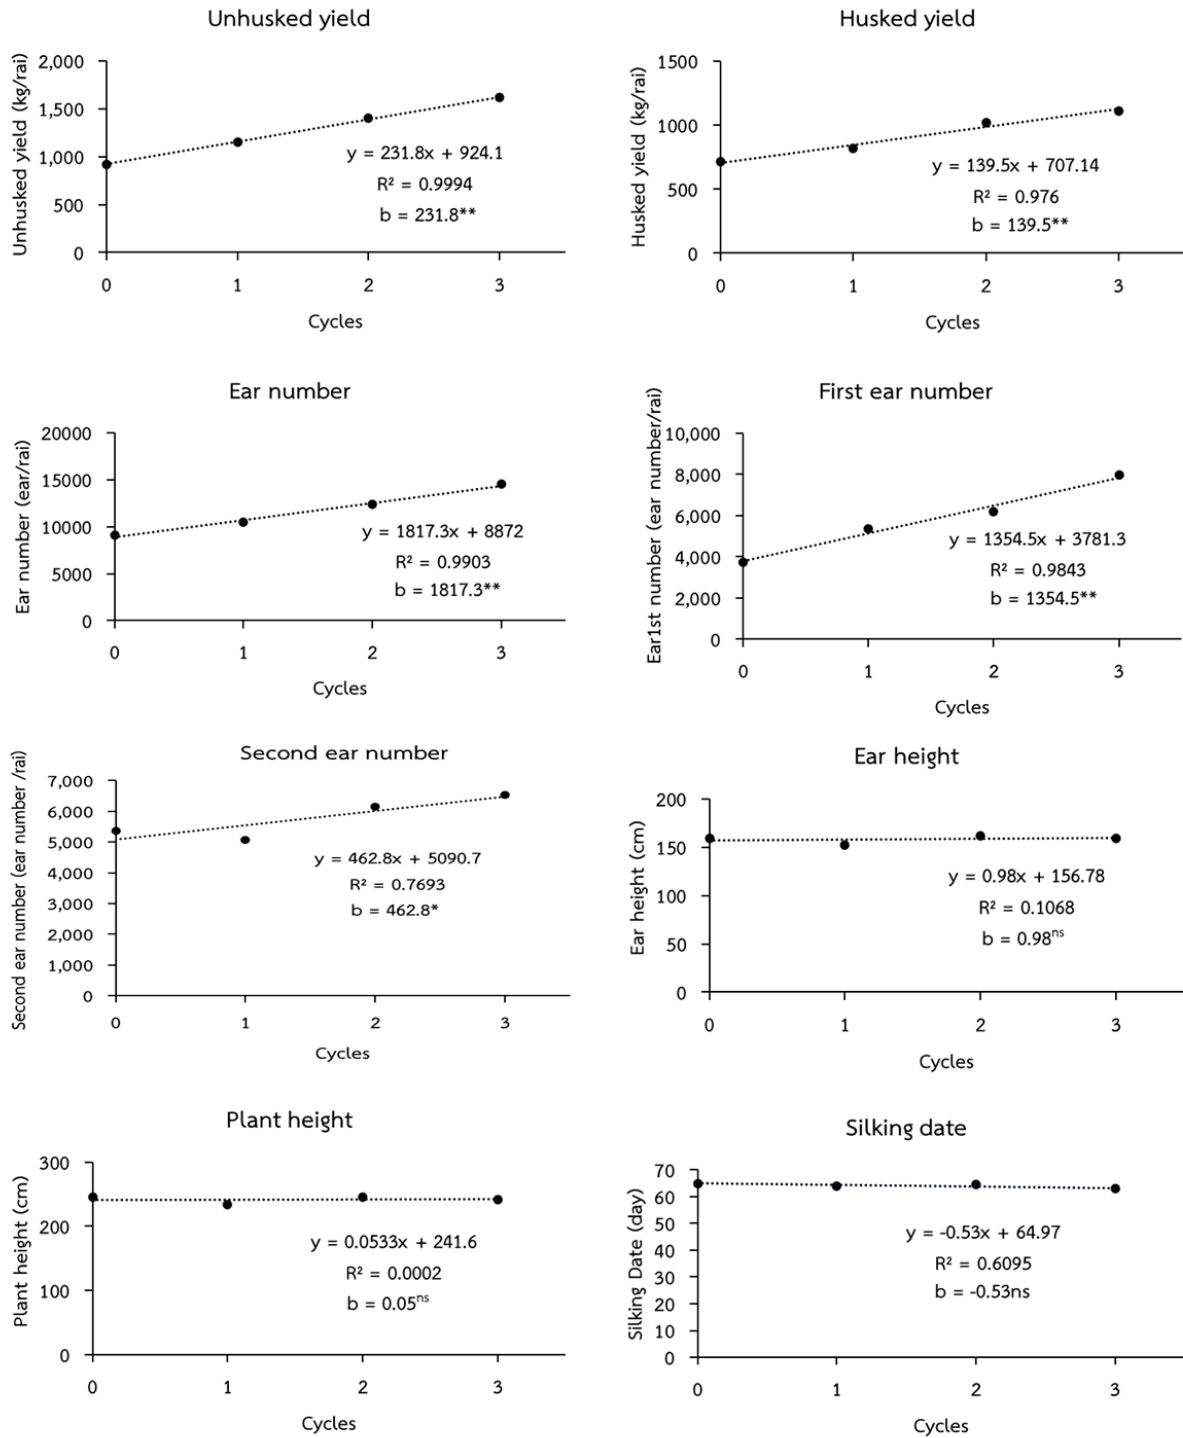 Unhusked yield
Unhusked yield (kg/rai)
2,000
1,500
1,000
500
0
y = 231.8x + 924.1
R² = 0.9994
b = 231.8**
0 1 2 3
Cycles
Husked yield
Husked yield (kg/rai)
1500
1000
500
0
y = 139.5x + 707.14
R² = 0.976
b = 139.5**
0 1 2 3
Cycles
Ear number
Ear number (ear/rai)
20000
15000
10000
5000
0
y = 1817.3x + 8872
R² = 0.9903
b = 1817.3**
0 1 2 3
Cycles
First ear number
Ear1st number (ear number/rai)
10,000
8,000
6,000
4,000
2,000
0
y = 1354.5x + 3781.3
R² = 0.9843
b = 1354.5**
0 1 2 3
Cycles
Second ear number
Second ear number (ear number /rai)
7,000
6,000
5,000
4,000
3,000
2,000
1,000
0
y = 462.8x + 5090.7
R² = 0.7693
b = 462.8*
0 1 2 3
Cycles
Ear height
Ear height (cm)
200
150
100
50
0
y = 0.98x + 156.78
R² = 0.1068
b = 0.98ns
0 1 2 3
Cycles
Plant height
Plant height (cm)
300
200
100
0
y = 0.0533x + 241.6
R² = 0.0002
b = 0.05ns
0 1 2 3
Cycles
Silking date
Silking Date (day)
70
60
50
40
30
20
10
0
y = -0.53x + 64.97
R² = 0.6095
b = -0.53ns
0 1 2 3
Cycles